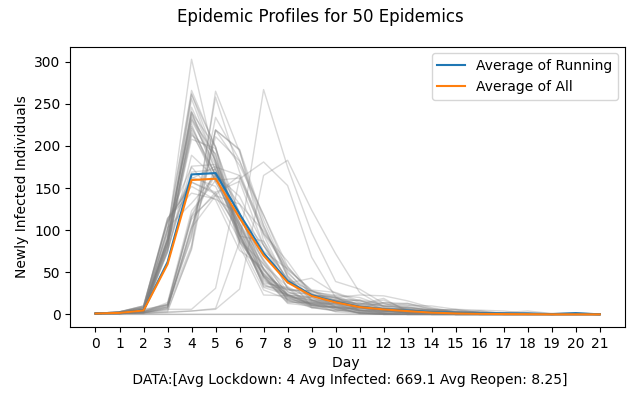 Epidemic Profiles for 50 Epidemics
Newly Infected Individuals
300
250
200
150
100
50
0
Average of Running
Average of All
0 1 2 3 4 5 6 7 8 9 10 11 12 13 14 15 16 17 18 19 20 21
Day
DATA:[Avg Lockdown: 4 Avg Infected: 669.1 Avg Reopen: 8.25]